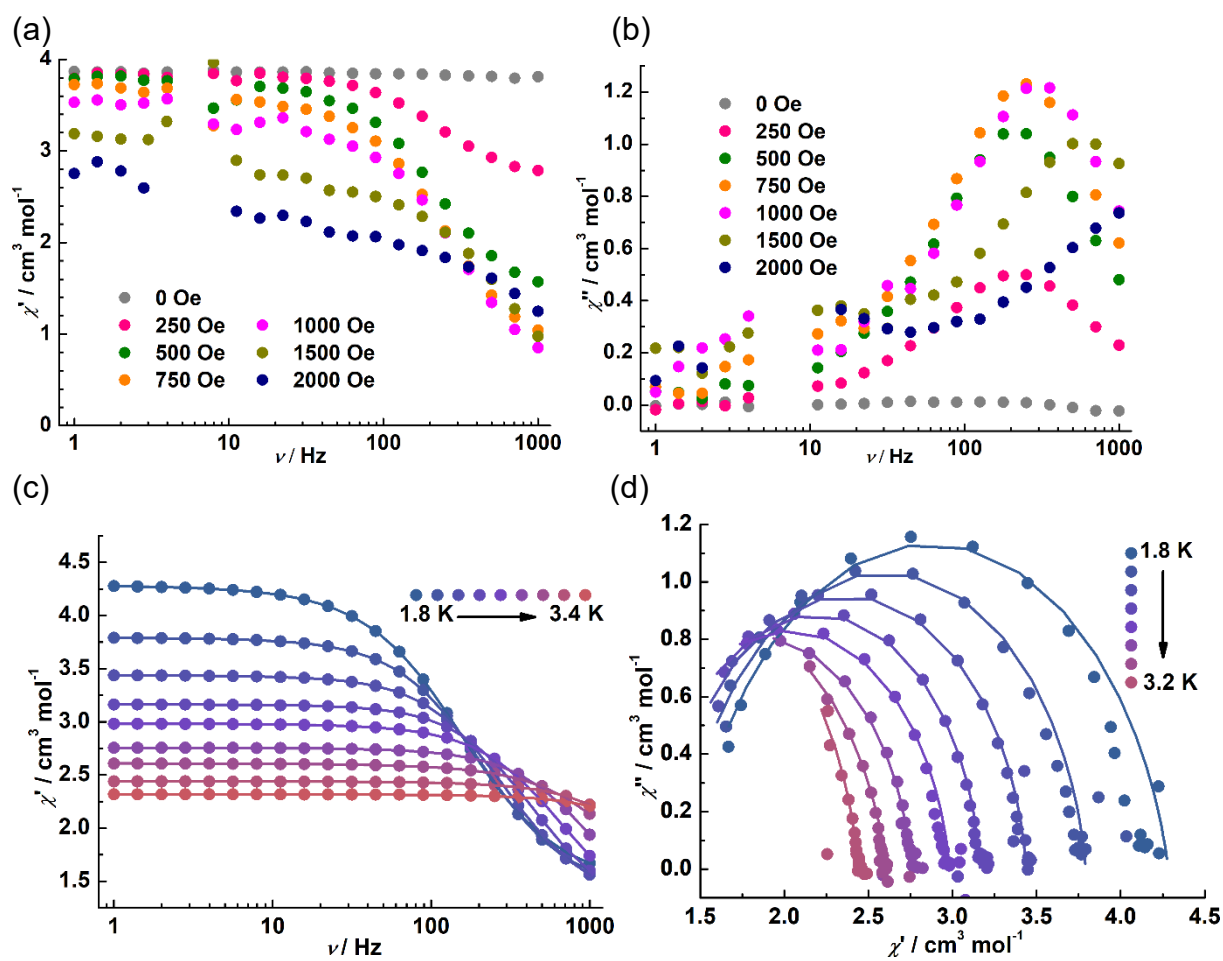 (a)
χ' / cm³ mol⁻¹
4
3
2
1
0
0 Oe
250 Oe
500 Oe
750 Oe
1000 Oe
1500 Oe
2000 Oe
1 10 100 1000
ν / Hz
(b)
χ'' / cm³ mol⁻¹
1.2
1.0
0.8
0.6
0.4
0.2
0.0
0 Oe
250 Oe
500 Oe
750 Oe
1000 Oe
1500 Oe
2000 Oe
1 10 100 1000
ν / Hz
(c)
χ' / cm³ mol⁻¹
4.5
4.0
3.5
3.0
2.5
2.0
1.5
1.8 K 3.4 K
1 10 100 1000
ν / Hz
(d)
χ'' / cm³ mol⁻¹
1.2
1.0
0.8
0.6
0.4
0.2
0.0
1.8 K
3.2 K
1.5 2.0 2.5 3.0 3.5 4.0 4.5
χ' / cm³ mol⁻¹